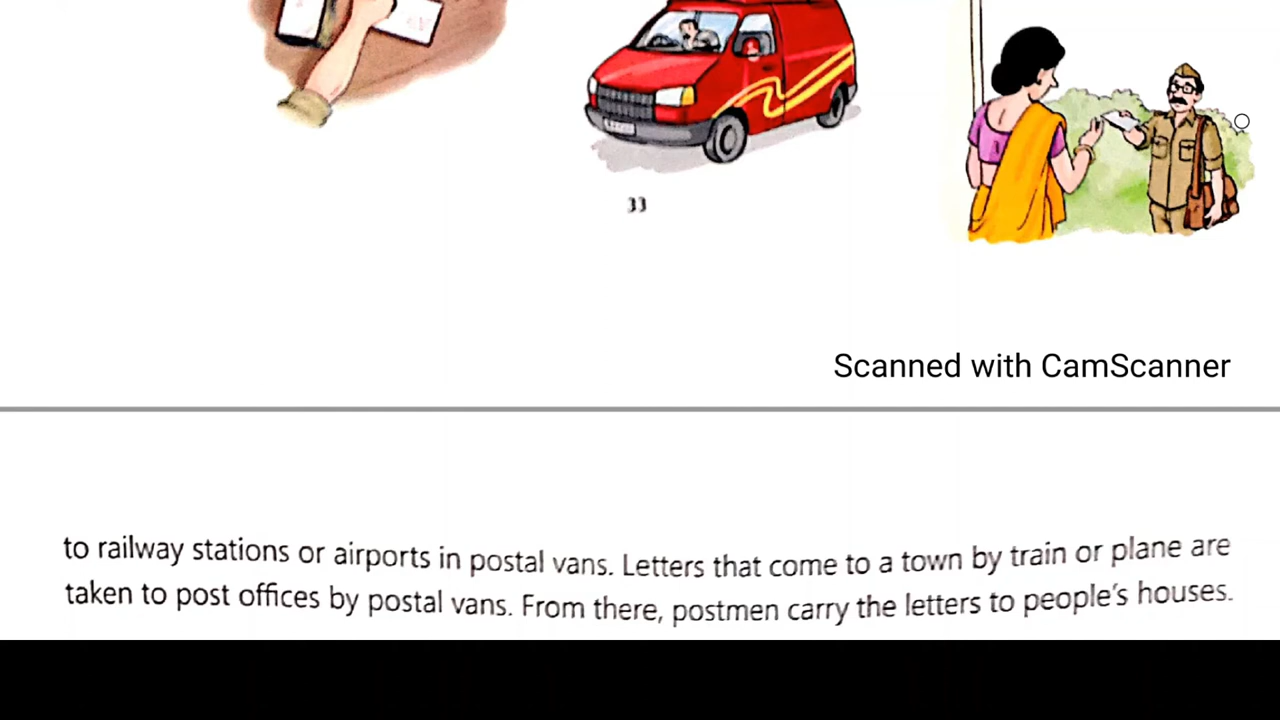 33
Scanned with CamScanner
to railway stations or airports in postal vans. Letters that come to a town by train or plane are
taken to post offices by postal vans. From there, postmen carry the letters to people's houses.